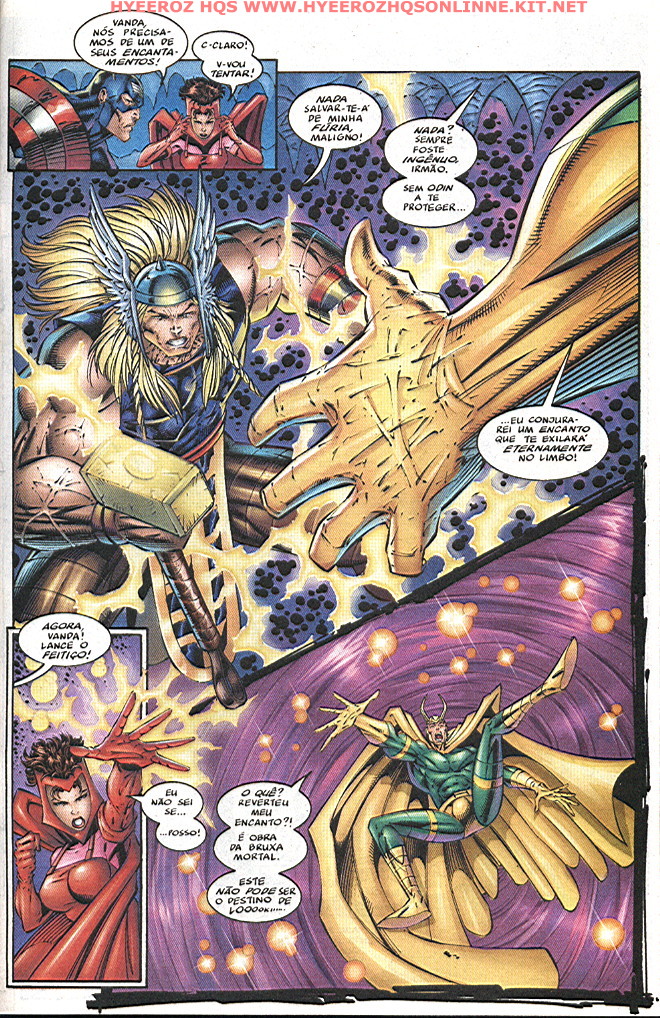 HYEEROZ HQS WWW.HYEEROZHQSONLINNE.KIT.NET
VANDA,
NÓS PRECISA-
MOS DE UM DE
SEUS ENCANTA-
MENTOS!
C-CLARO!
V-VOU
TENTAR!
NADA
SALVAR-TE-Á
DE MINHA
FÚRIA,
MALIGNO!
NADA?
SEMPRE
FOSTE
INGÊNUO,
IRMÃO.
SEM ODIN
A TE
PROTEGER...
...EU CONJURA-
REI UM ENCANTO
QUE TE EXILARÁ
ETERNAMENTE
NO LIMBO!
AGORA,
VANDA!
LANCE O
FEITIÇO!
EU
NÃO SEI
SE...
...POSSO!
O QUÊ?
REVERTEU
MEU
ENCANTO?!
É OBRA
DA BRUXA
MORTAL.
ESTE
NÃO PODE SER
O DESTINO DE
LOOOOKI.....